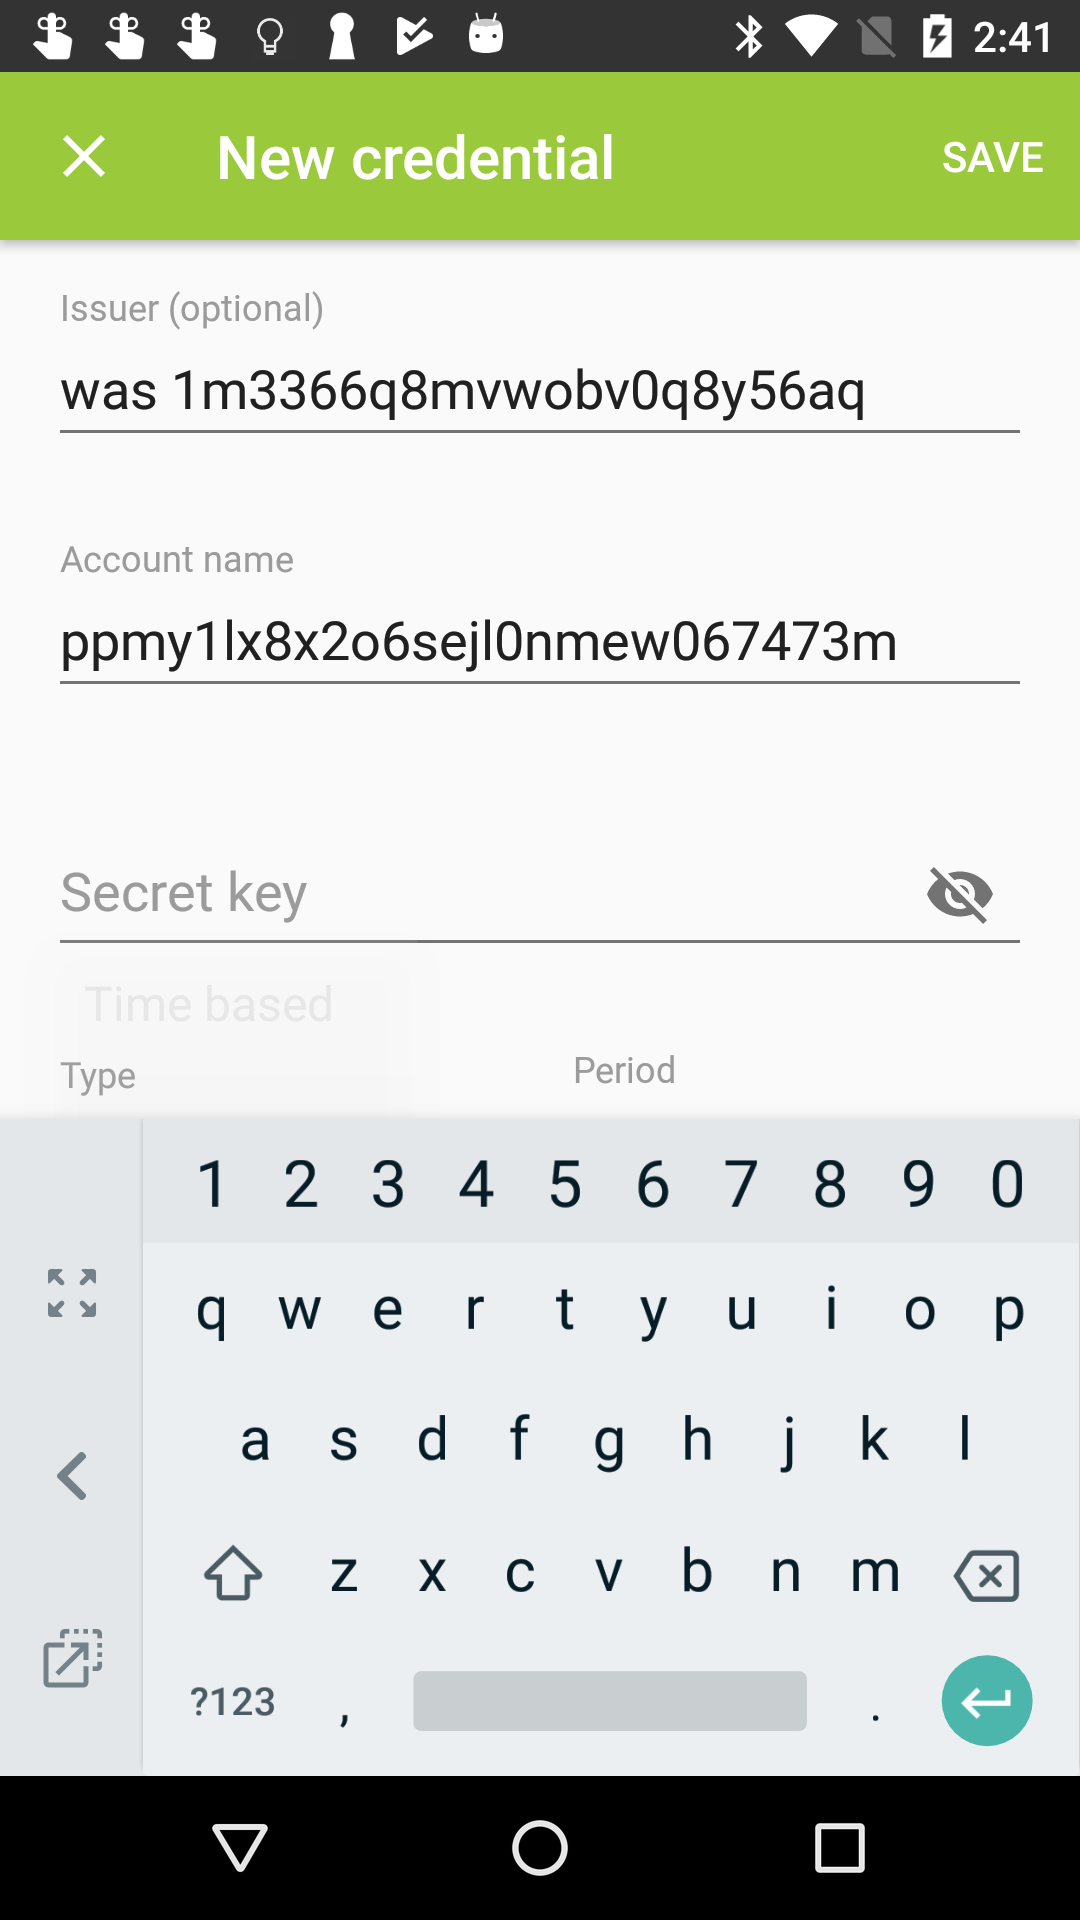 2:41
New credential
SAVE
Issuer (optional)
was 1m3366q8mvwobv0q8y56aq
Account name
ppmy1lx8x2o6sejl0nmew067473m
Secret key
Time based
Type
Period
1 2 3 4 5 6 7 8 9 0
q w e r t y u i o p
a s d f g h j k l
z x c v b n m
?123 , .